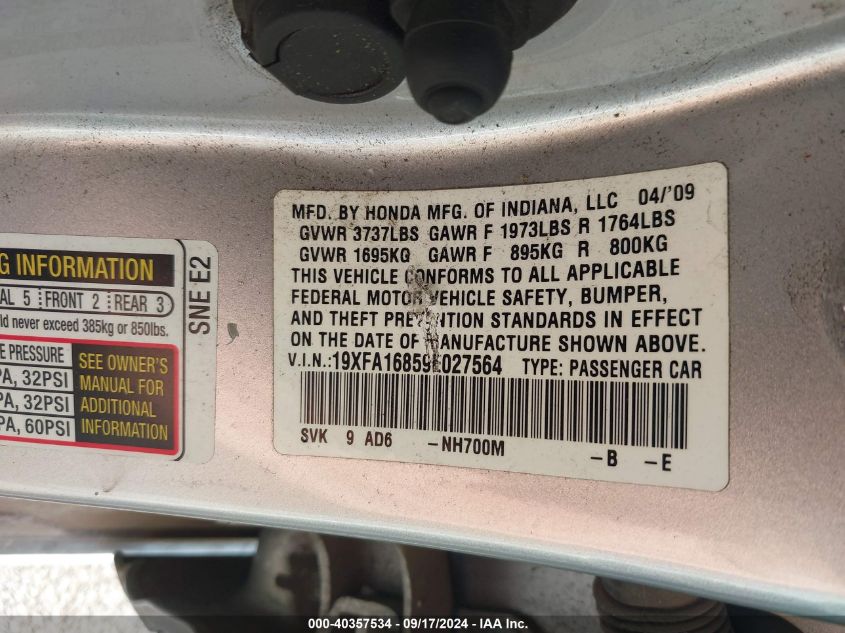 G INFORMATION
AL 5 FRONT 2 REAR 3
ld never exceed 385kg or 850lbs.
E PRESSURE
PA, 32PSI
PA, 32PSI
PA, 60PSI
SEE OWNER'S
MANUAL FOR
ADDITIONAL
INFORMATION
SNE E2
MFD. BY HONDA MFG. OF INDIANA, LLC 04/'09
GVWR 3737LBS GAWR F 1973LBS R 1764LBS
GVWR 1695KG GAWR F 895KG R 800KG
THIS VEHICLE CONFORMS TO ALL APPLICABLE
FEDERAL MOTOR VEHICLE SAFETY, BUMPER,
AND THEFT PREVENTION STANDARDS IN EFFECT
ON THE DATE OF MANUFACTURE SHOWN ABOVE.
V.I.N.:19XFA16859E027564 TYPE: PASSENGER CAR
SVK 9 AD6 -NH700M -B -E
000-40357534 - 09/17/2024 - IAA Inc.